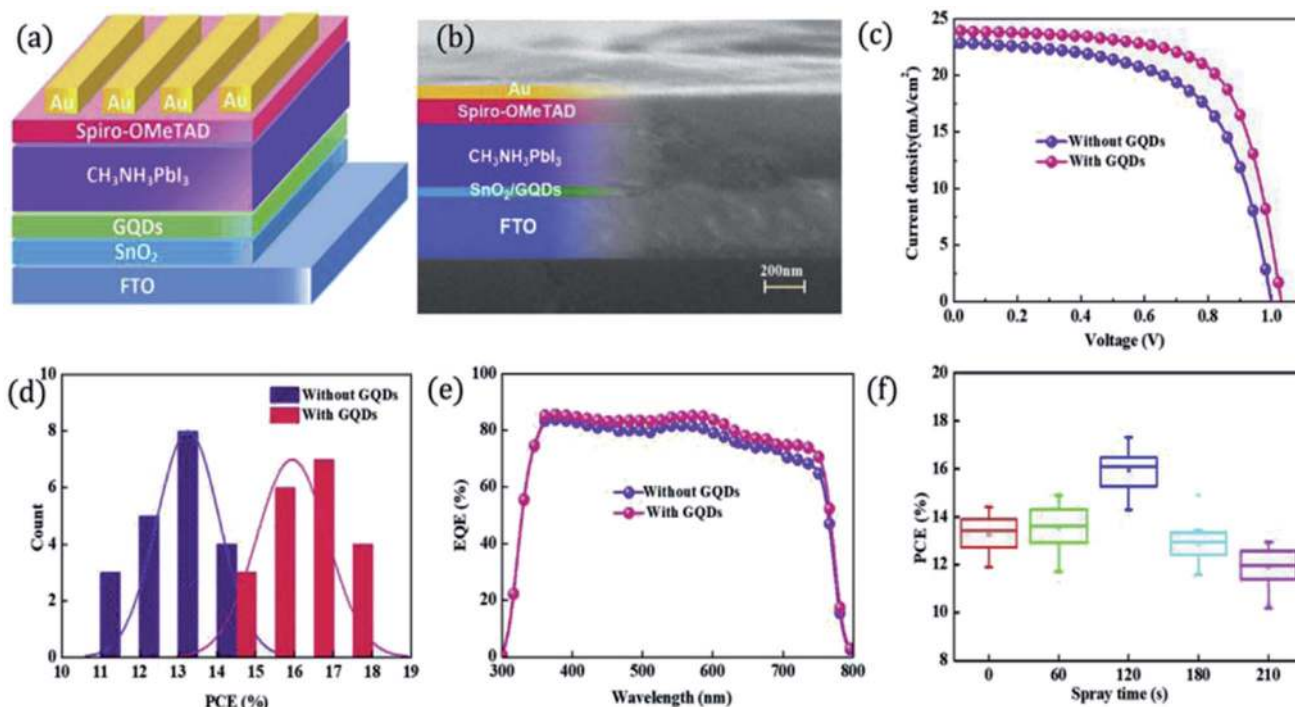 (a)
Au Au Au Au
Spiro-OMeTAD
CH₃NH₃PbI₃
GQDs
SnO₂
FTO
(b)
Au
Spiro-OMeTAD
CH₃NH₃PbI₃
SnO₂/GQDs
FTO
200nm
(c)
25
20
15
10
5
0
Current density(mA/cm²)
Without GQDs
With GQDs
0.0 0.2 0.4 0.6 0.8 1.0
Voltage (V)
(d)
10
8
6
4
2
0
Count
Without GQDs
With GQDs
10 11 12 13 14 15 16 17 18 19
PCE (%)
(e)
100
80
60
40
20
0
EQE (%)
Without GQDs
With GQDs
300 400 500 600 700 800
Wavelength (nm)
(f)
20
18
16
14
12
10
8
PCE (%)
0 60 120 180 210
Spray time (s)